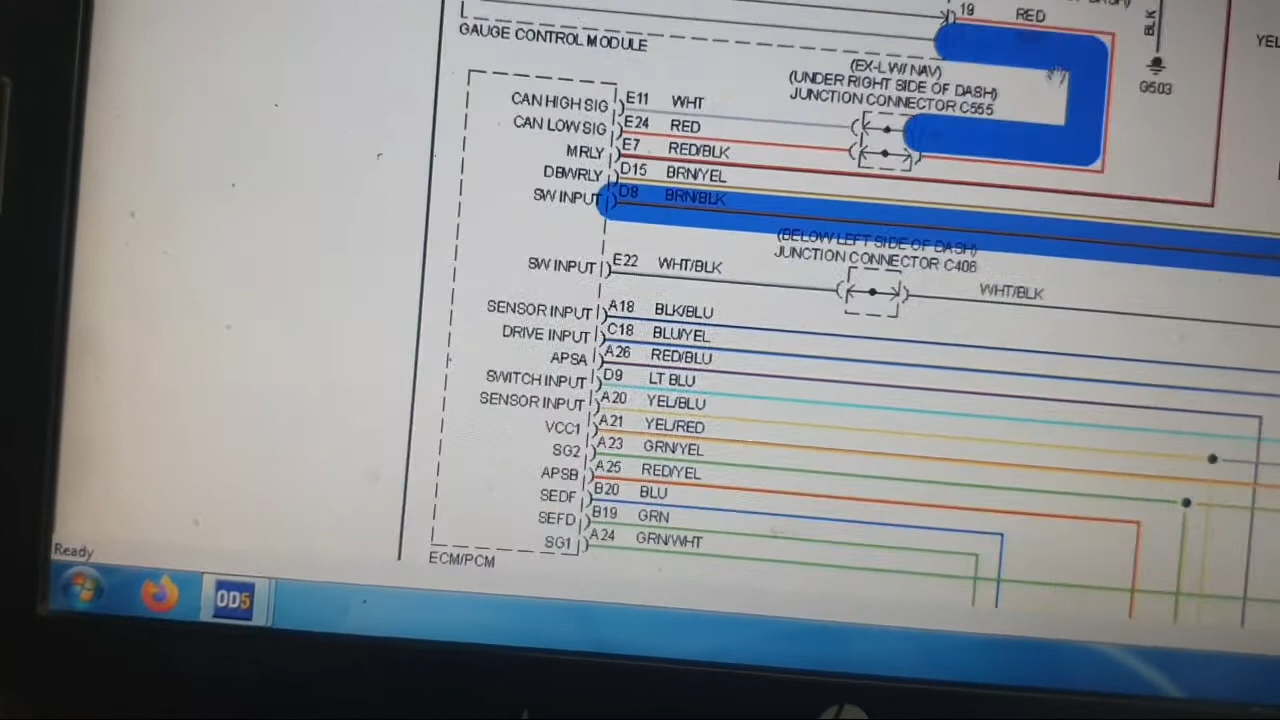 19 RED
BLK
GAUGE CONTROL MODULE
(EX-L W/ NAV)
(UNDER RIGHT SIDE OF DASH)
JUNCTION CONNECTOR C555
G503
CAN HIGH SIG E11 WHT
CAN LOW SIG E24 RED
MRLY E7 RED/BLK
DBWRLY D15 BRN/YEL
SW INPUT D8 BRN/BLK
(BELOW LEFT SIDE OF DASH)
JUNCTION CONNECTOR C406
SW INPUT E22 WHT/BLK WHT/BLK
SENSOR INPUT A18 BLK/BLU
DRIVE INPUT C18 BLU/YEL
APSA A26 RED/BLU
SWITCH INPUT D9 LT BLU
SENSOR INPUT A20 YEL/BLU
VCC1 A21 YEL/RED
SG2 A23 GRN/YEL
APSB A25 RED/YEL
SEDF B20 BLU
SEFD B19 GRN
SG1 A24 GRN/WHT
ECM/PCM
Ready
OD5